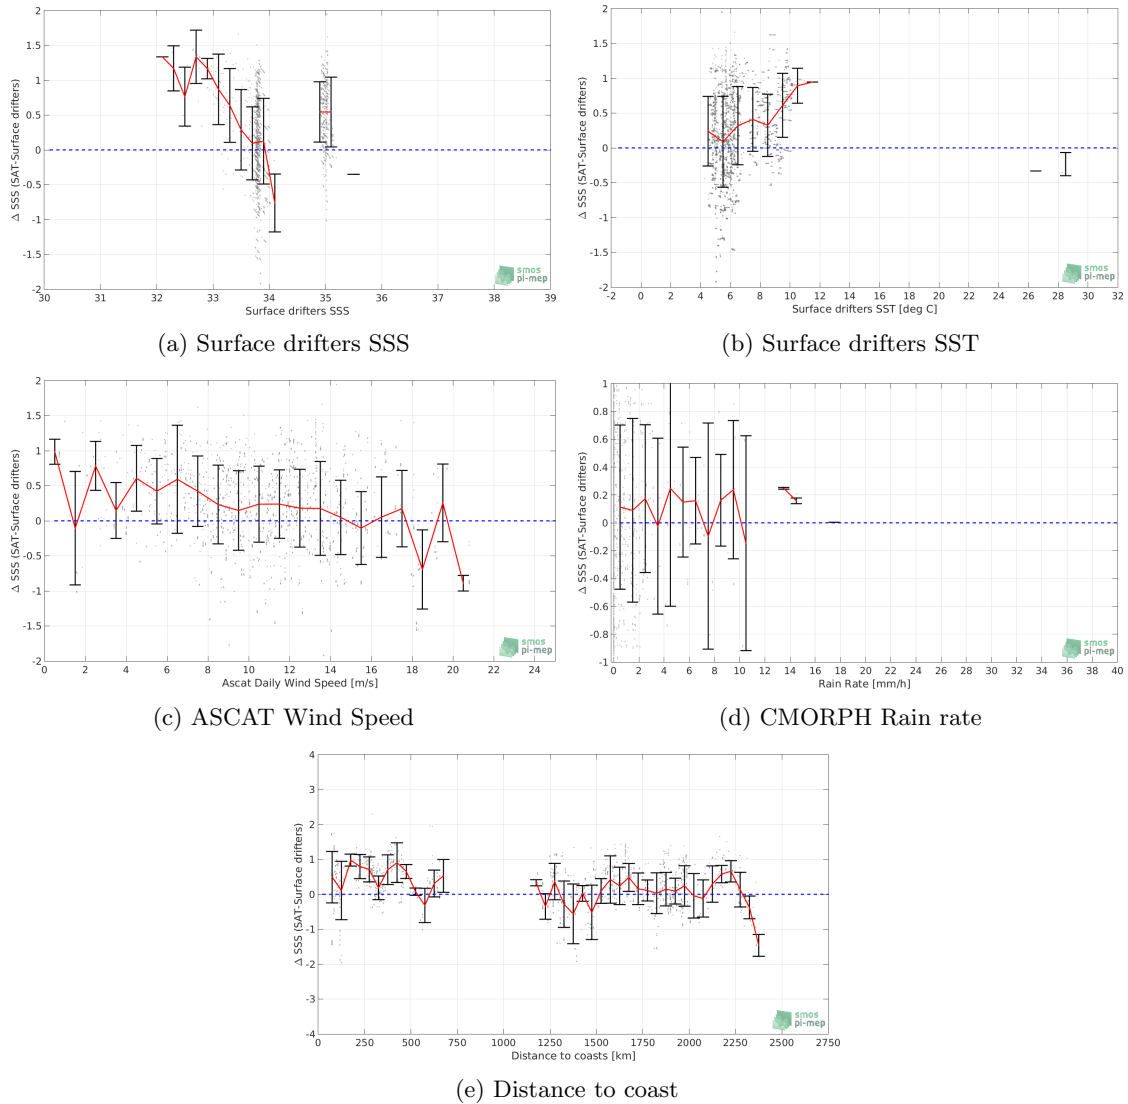 2
1.5
1
0.5
0
-0.5
-1
-1.5
-2
Δ SSS (SAT-Surface drifters)
30 31 32 33 34 35 36 37 38 39
Surface drifters SSS
smos
pi-mep
(a) Surface drifters SSS
2
1.5
1
0.5
0
-0.5
-1
-1.5
-2
Δ SSS (SAT-Surface drifters)
-2 0 2 4 6 8 10 12 14 16 18 20 22 24 26 28 30 32
Surface drifters SST [deg C]
smos
pi-mep
(b) Surface drifters SST
2
1.5
1
0.5
0
-0.5
-1
-1.5
-2
Δ SSS (SAT-Surface drifters)
0 2 4 6 8 10 12 14 16 18 20 22 24
Ascat Daily Wind Speed [m/s]
smos
pi-mep
(c) ASCAT Wind Speed
1
0.8
0.6
0.4
0.2
0
-0.2
-0.4
-0.6
-0.8
-1
Δ SSS (SAT-Surface drifters)
0 2 4 6 8 10 12 14 16 18 20 22 24 26 28 30 32 34 36 38 40
Rain Rate [mm/h]
smos
pi-mep
(d) CMORPH Rain rate
4
3
2
1
0
-1
-2
-3
-4
Δ SSS (SAT-Surface drifters)
0 250 500 750 1000 1250 1500 1750 2000 2250 2500 2750
Distance to coasts [km]
smos
pi-mep
(e) Distance to coast